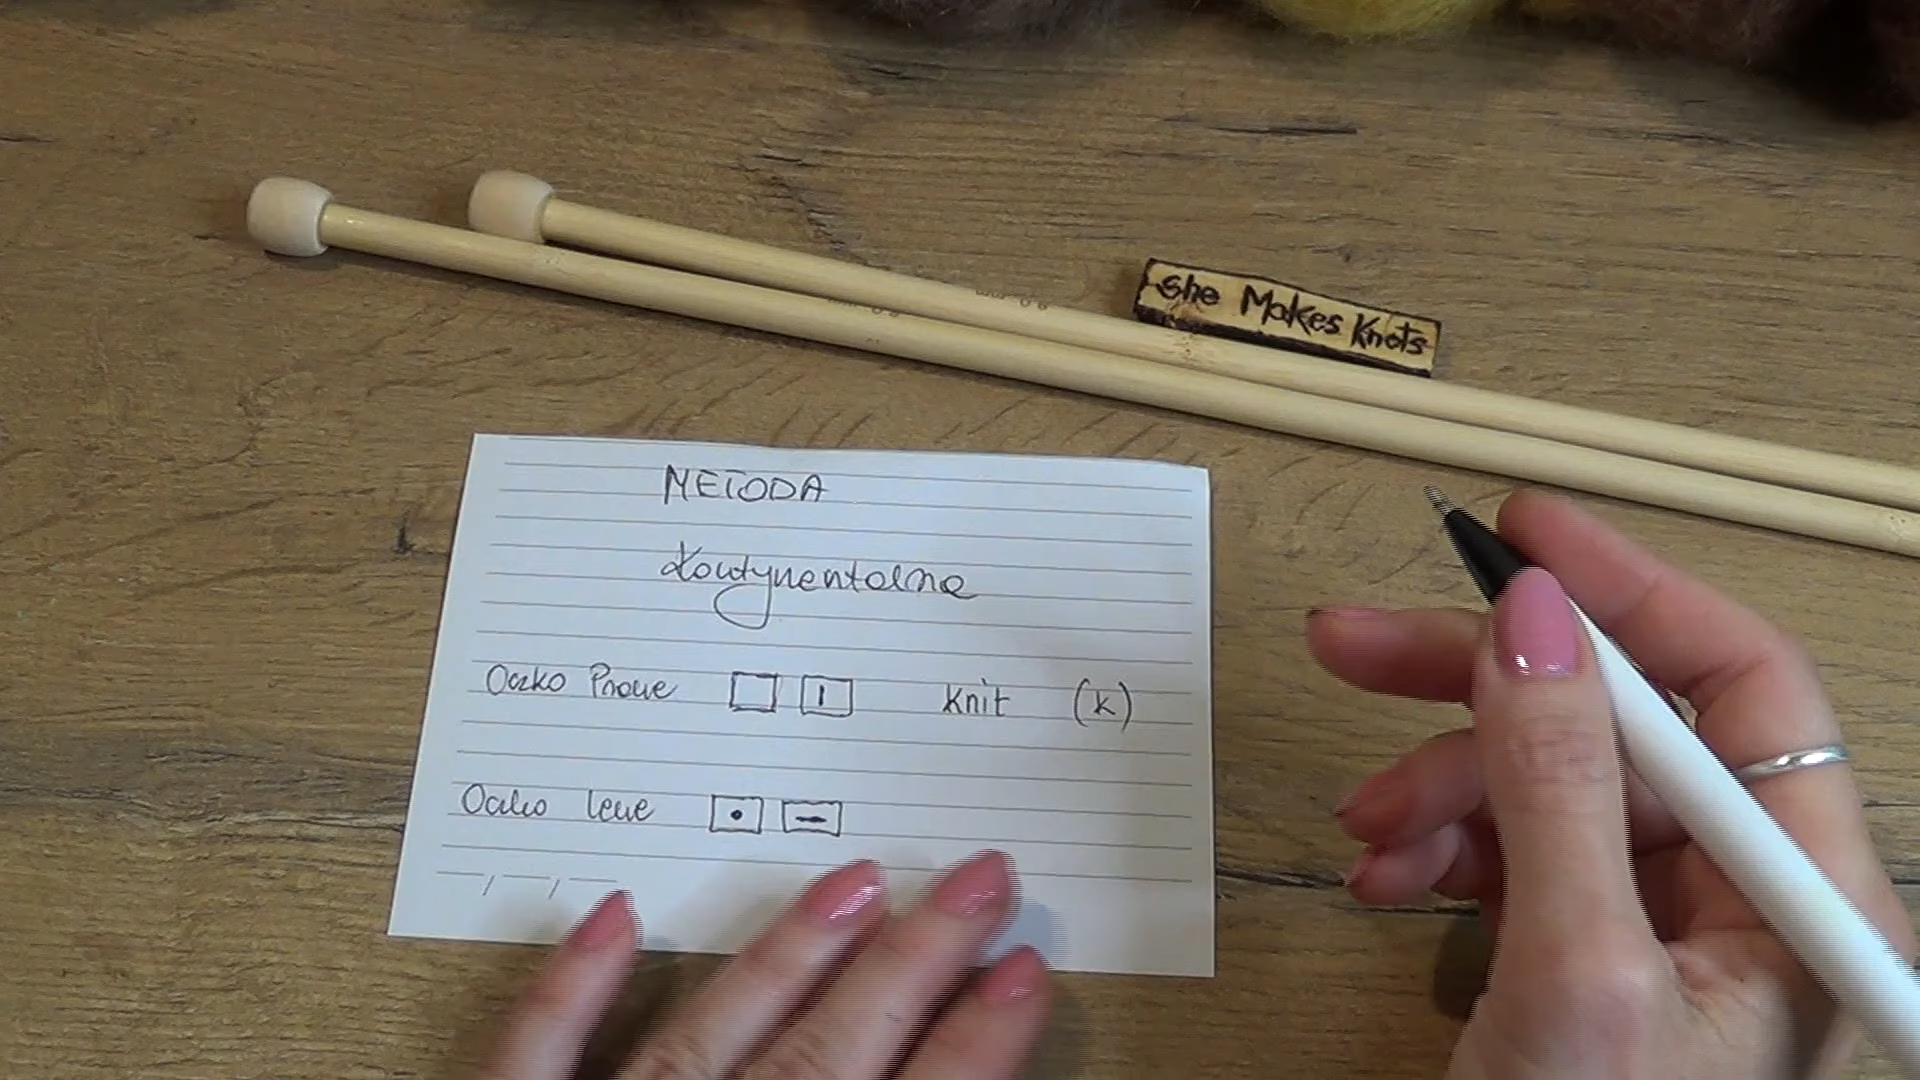 She Makes Knots
METODA
Kontynentalna
Oczko Prawe Knit (k)
Oczko lewe